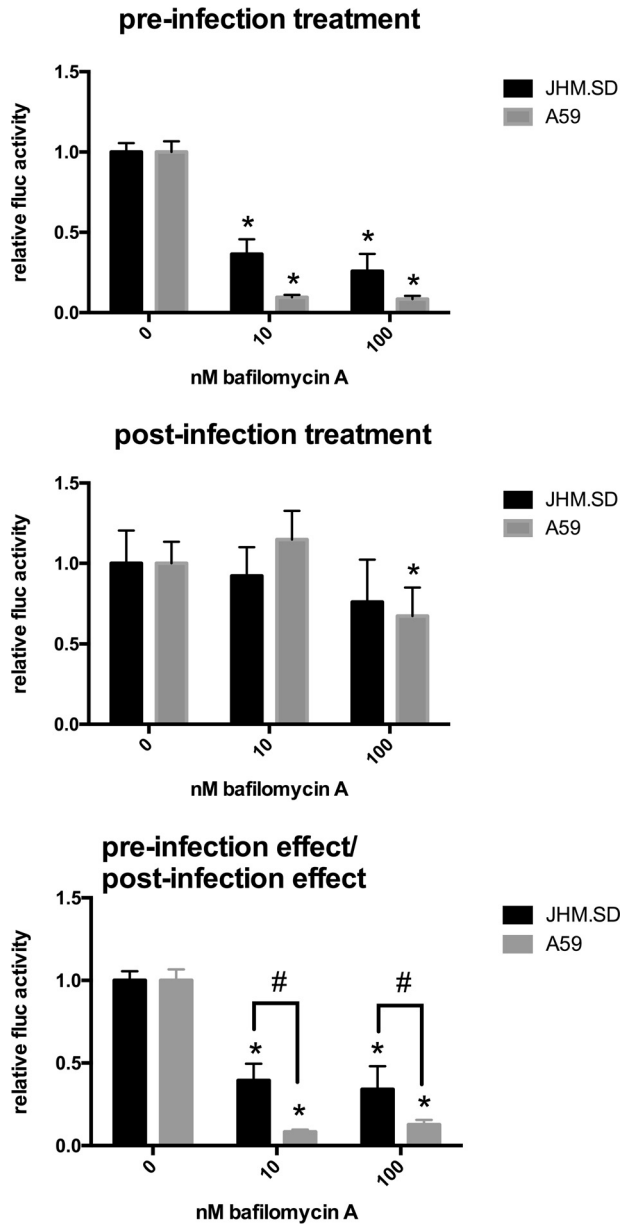 pre-infection treatment
1.5
1.0
0.5
0.0
relative fluc activity
* * * *
0 10 100
nM bafilomycin A
JHM.SD
A59
post-infection treatment
1.5
1.0
0.5
0.0
relative fluc activity
*
0 10 100
nM bafilomycin A
JHM.SD
A59
pre-infection effect/
post-infection effect
1.5
1.0
0.5
0.0
relative fluc activity
# #
* * * *
0 10 100
nM bafilomycin A
JHM.SD
A59